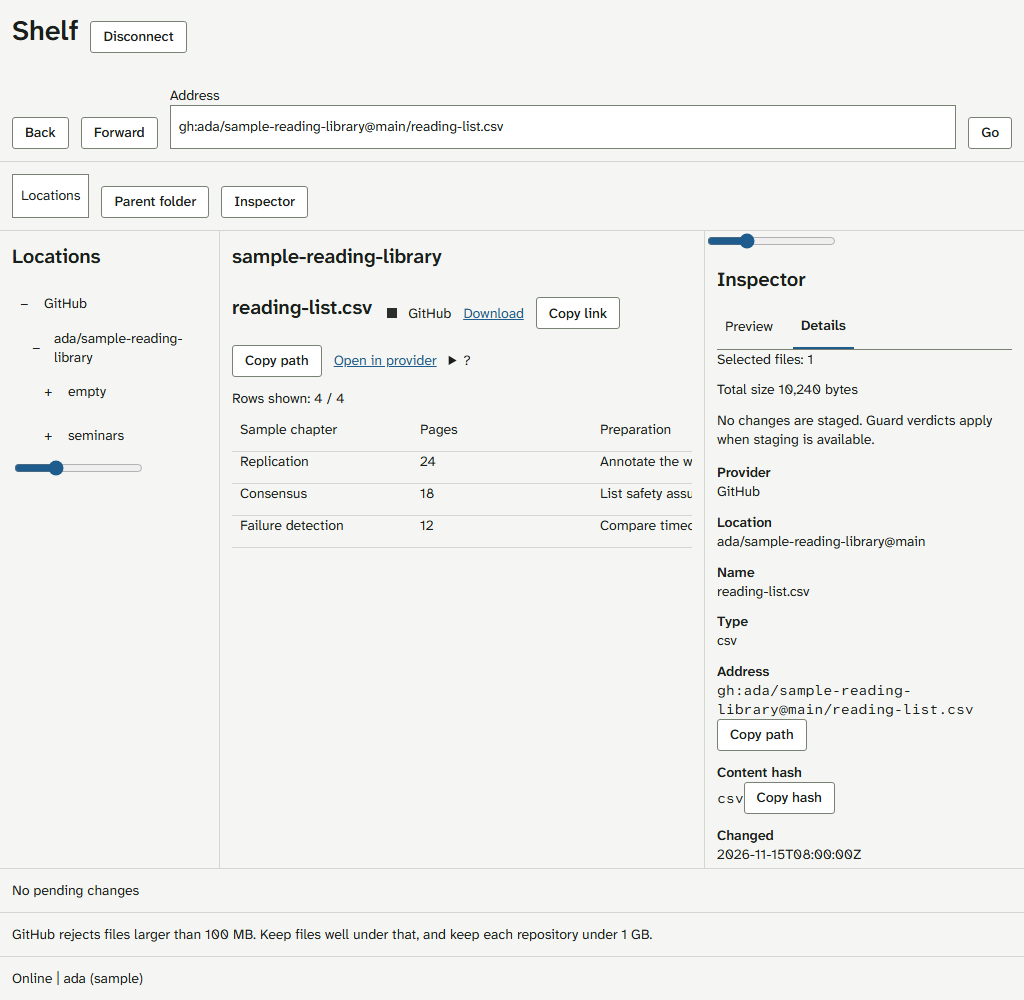 Shelf Disconnect
Address
Back Forward gh:ada/sample-reading-library@main/reading-list.csv Go
Locations Parent folder Inspector
Locations
– GitHub
– ada/sample-reading-
library
+ empty
+ seminars
sample-reading-library
reading-list.csv GitHub Download Copy link
Copy path Open in provider ?
Rows shown: 4 / 4
Sample chapter Pages Preparation
Replication 24 Annotate the w
Consensus 18 List safety assu
Failure detection 12 Compare timeo
Inspector
Preview Details
Selected files: 1
Total size 10,240 bytes
No changes are staged. Guard verdicts apply
when staging is available.
Provider
GitHub
Location
ada/sample-reading-library@main
Name
reading-list.csv
Type
csv
Address
gh:ada/sample-reading-
library@main/reading-list.csv
Copy path
Content hash
csv Copy hash
Changed
2026-11-15T08:00:00Z
No pending changes
GitHub rejects files larger than 100 MB. Keep files well under that, and keep each repository under 1 GB.
Online | ada (sample)